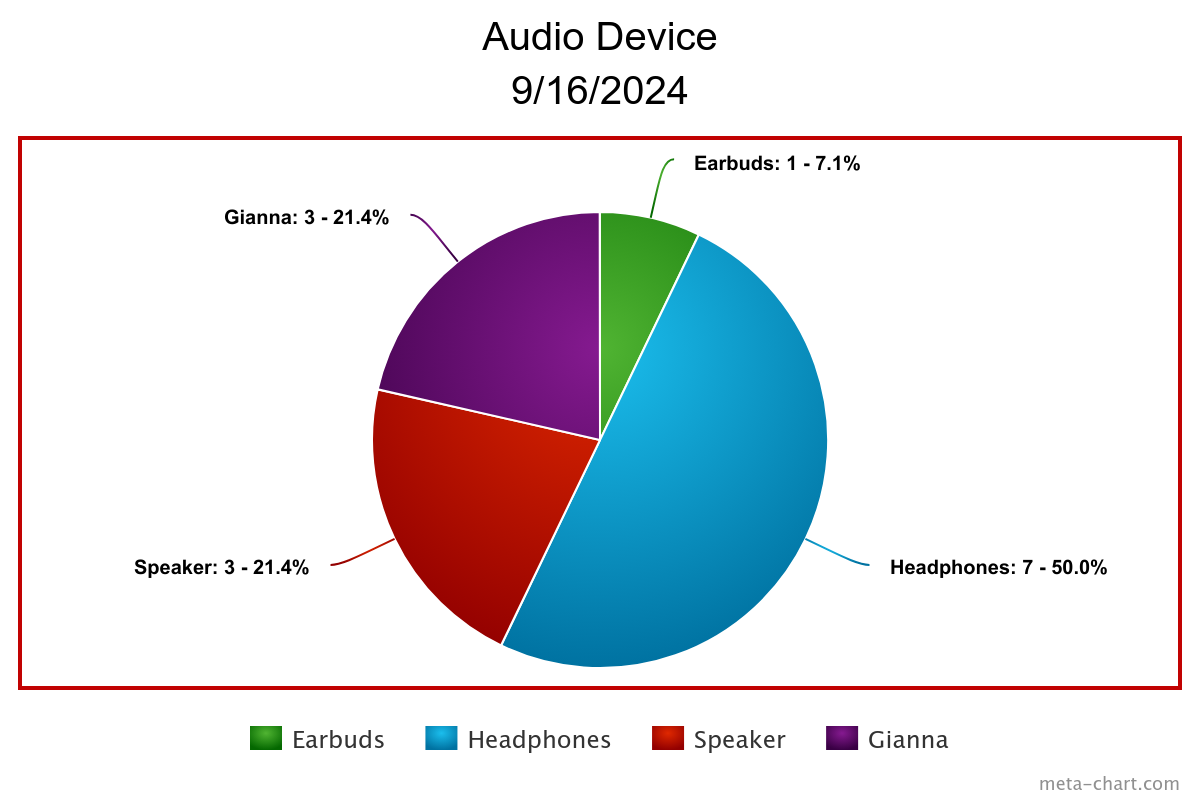 Audio Device
9/16/2024
Earbuds: 1 - 7.1%
Gianna: 3 - 21.4%
Speaker: 3 - 21.4%
Headphones: 7 - 50.0%
Earbuds Headphones Speaker Gianna
meta-chart.com